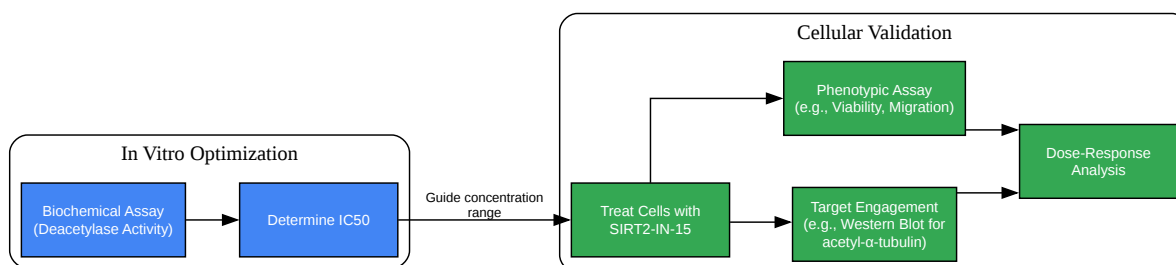 In Vitro Optimization
Biochemical Assay
(Deacetylase Activity)
Determine IC50
Guide concentration
range
Cellular Validation
Treat Cells with
SIRT2-IN-15
Phenotypic Assay
(e.g., Viability, Migration)
Target Engagement
(e.g., Western Blot for
acetyl-α-tubulin)
Dose-Response
Analysis